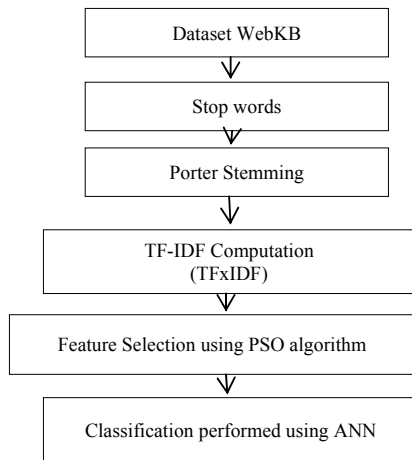 Dataset WebKB
Stop words
Porter Stemming
TF-IDF Computation
(TFxIDF)
Feature Selection using PSO algorithm
Classification performed using ANN